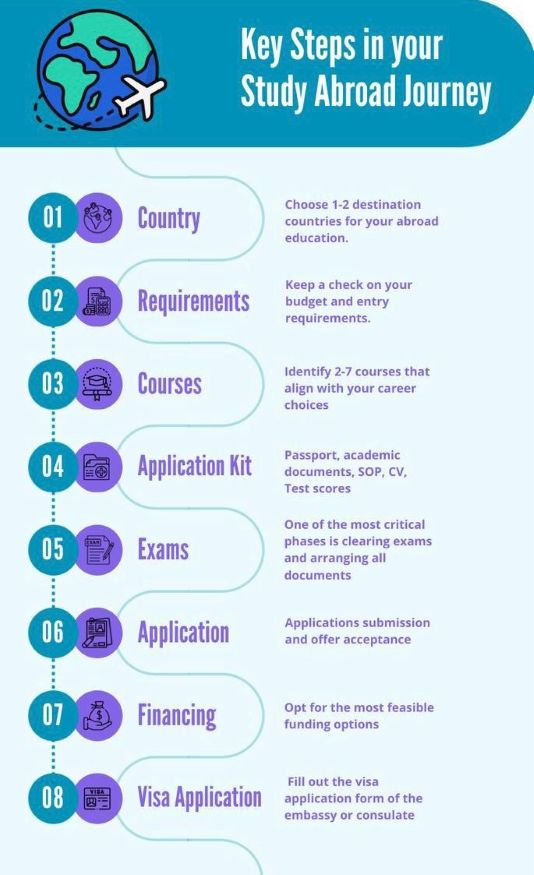 Key Steps in your
Study Abroad Journey
01
Country
Choose 1-2 destination
countries for your abroad
education.
02
Requirements
Keep a check on your
budget and entry
requirements.
03
Courses
Identify 2-7 courses that
align with your career
choices
04
Application Kit
Passport, academic
documents, SOP, CV,
Test scores
05
EXAM
Exams
One of the most critical
phases is clearing exams
and arranging all
documents
06
Application
Applications submission
and offer acceptance
07
$
Financing
Opt for the most feasible
funding options
08
VISA
Visa Application
Fill out the visa
application form of the
embassy or consulate